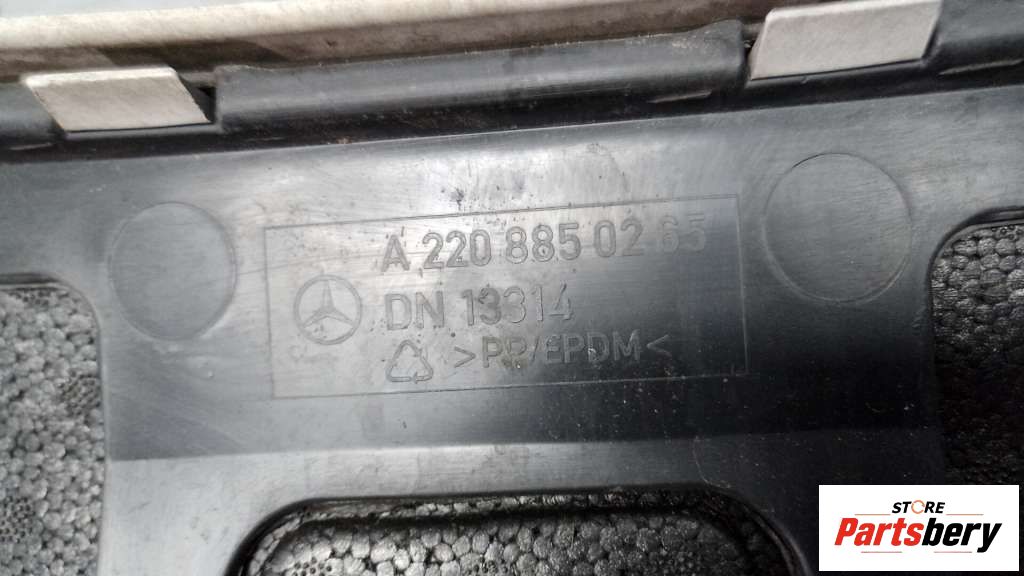 A 220 885 02 65
DN 13314
>PP/EPDM<
STORE
Partsbery